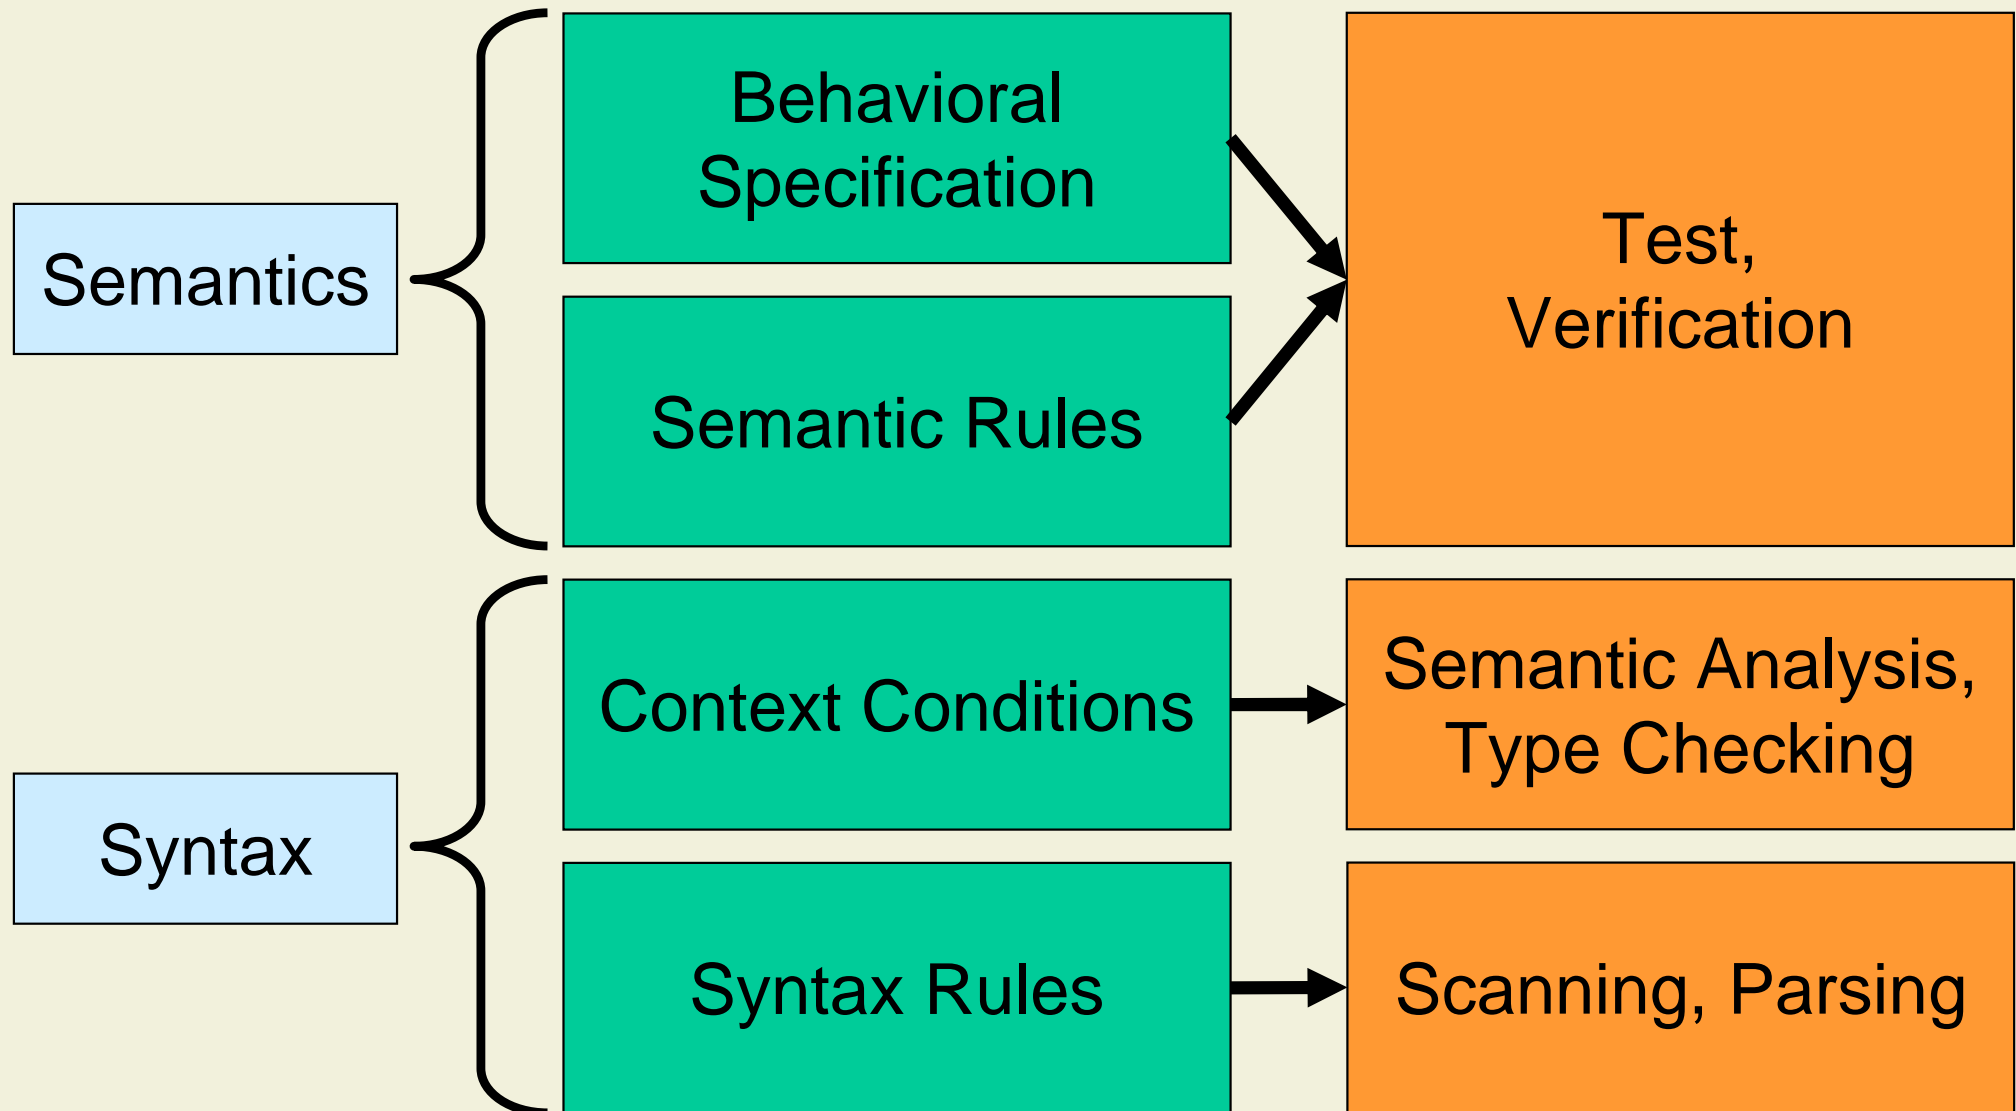 Semantics
Behavioral
Specification
Semantic Rules
Test,
Verification
Syntax
Context Conditions
Semantic Analysis,
Type Checking
Syntax Rules
Scanning, Parsing